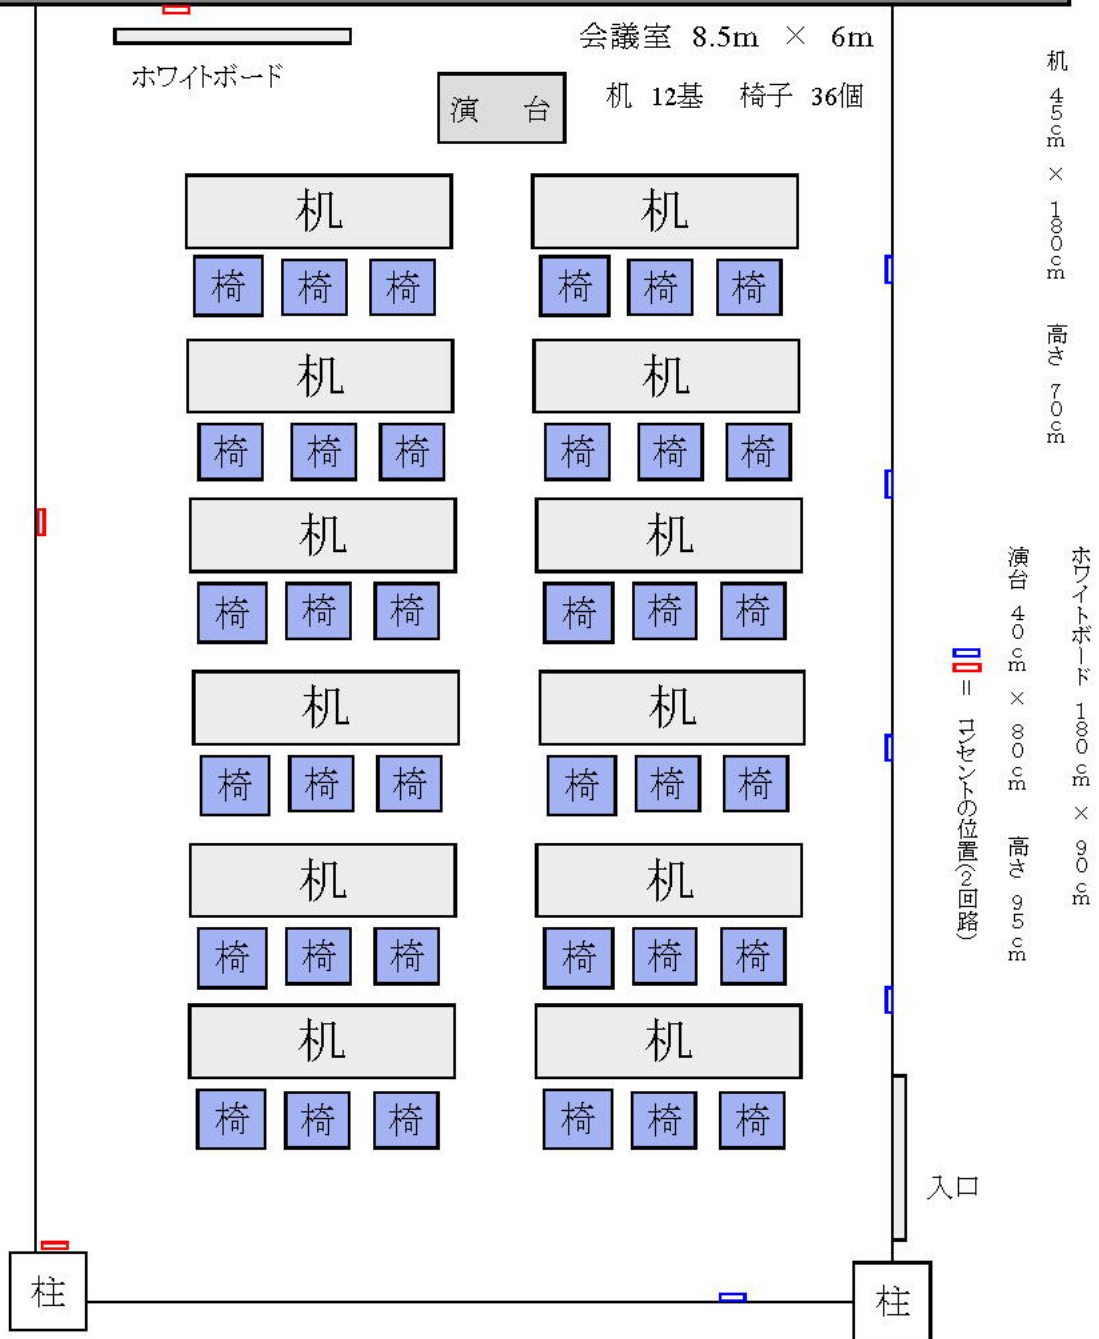 会議室 8.5m × 6m
ホワイトボード
演 台
机 12基 椅子 36個
机 机
椅 椅 椅 椅 椅 椅
机 机
椅 椅 椅 椅 椅 椅
机 机
椅 椅 椅 椅 椅 椅
机 机
椅 椅 椅 椅 椅 椅
机 机
椅 椅 椅 椅 椅 椅
机 机
椅 椅 椅 椅 椅 椅
入口
柱 柱
机 45cm × 180cm 高さ 70cm
ホワイトボード 180cm × 90cm
演台 40cm × 80cm 高さ 95cm
= コンセントの位置(2回路)